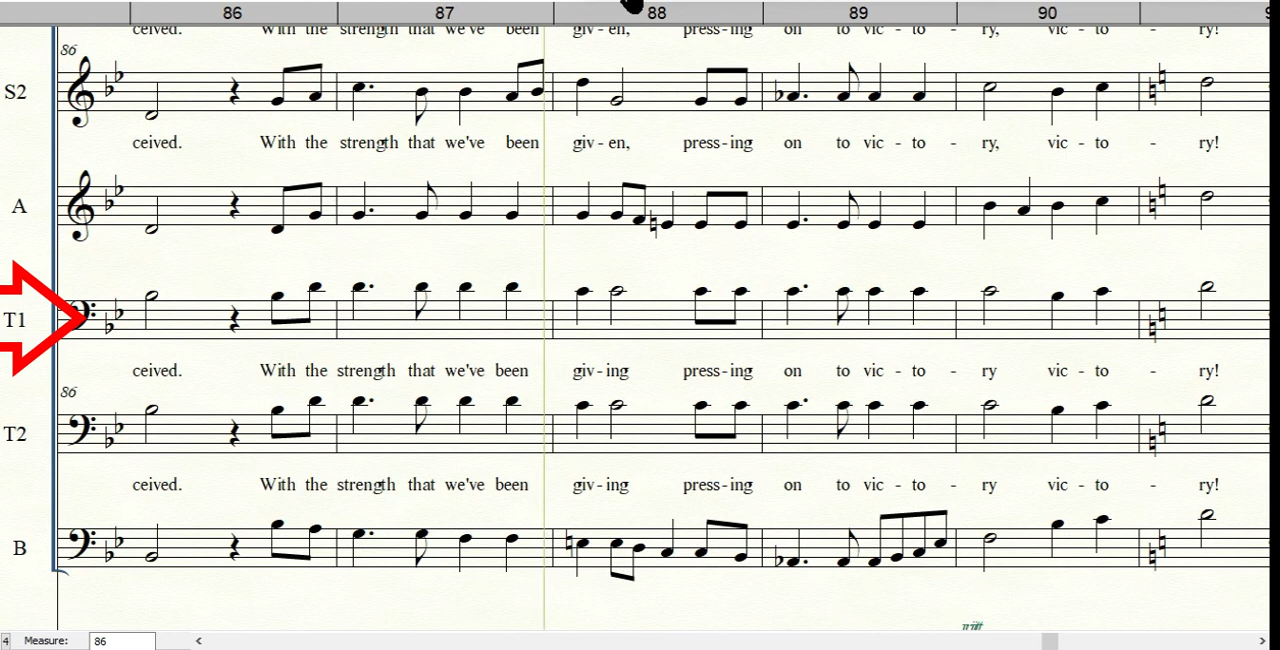 86 87 88 89 90
ceived. With the strength that we've been giv - en, press - ing on to vic - to - ry, vic - to - ry!
86
S2
ceived. With the strength that we've been giv - en, press - ing on to vic - to - ry, vic - to - ry!
A
T1
ceived. With the strength that we've been giv - ing press - ing on to vic - to - ry vic - to - ry!
86
T2
ceived. With the strength that we've been giv - ing press - ing on to vic - to - ry vic - to - ry!
B
4 Measure: 86